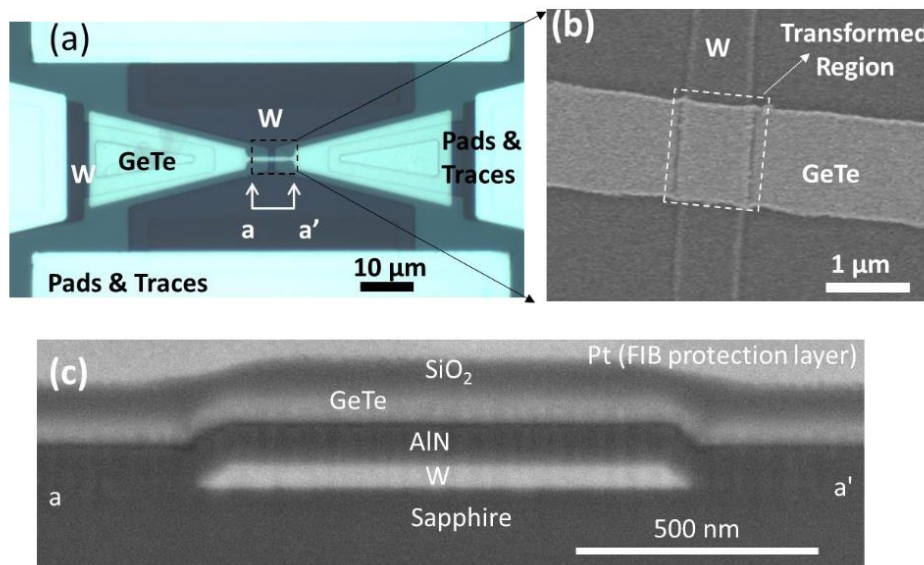 (a)
W
GeTe
W
Pads &
Traces
a a'
10 μm
Pads & Traces
(b)
W
Transformed
Region
GeTe
1 μm
(c)
Pt (FIB protection layer)
SiO₂
GeTe
AlN
W
a
a'
Sapphire
500 nm